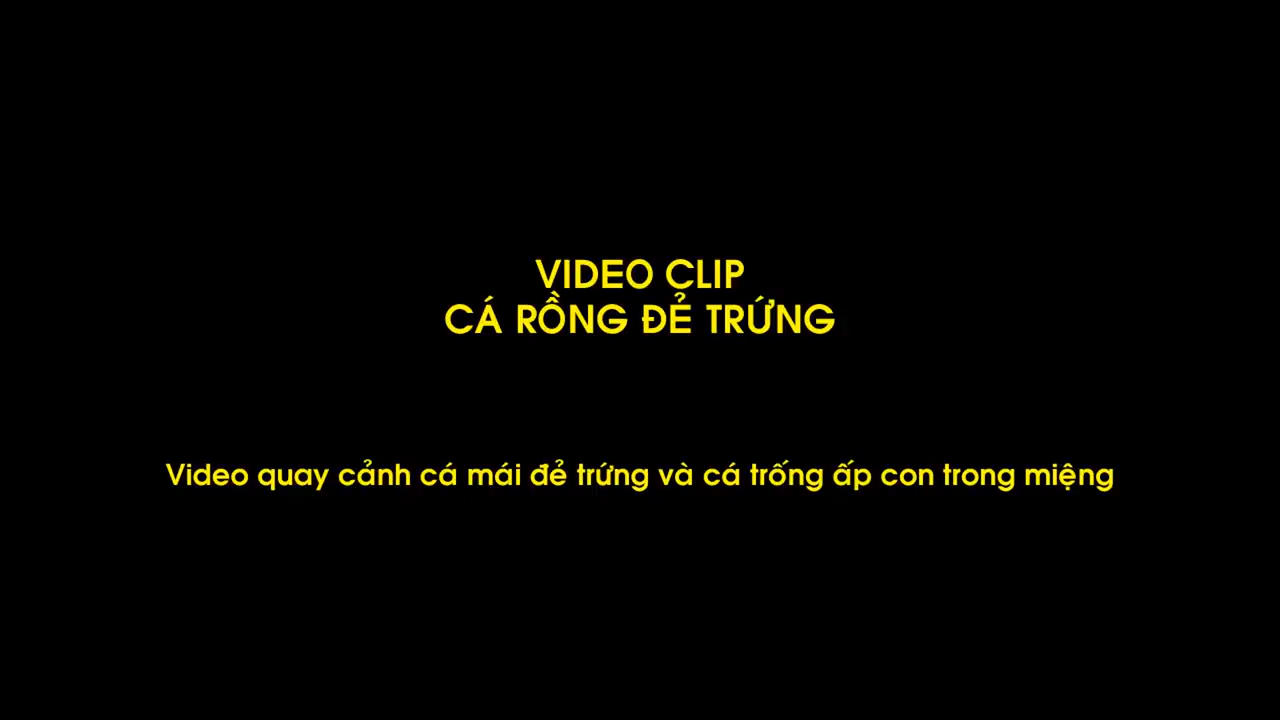 VIDEO CLIP
CÁ RỒNG ĐẺ TRỨNG
Video quay cảnh cá mái đẻ trứng và cá trống ấp con trong miệng